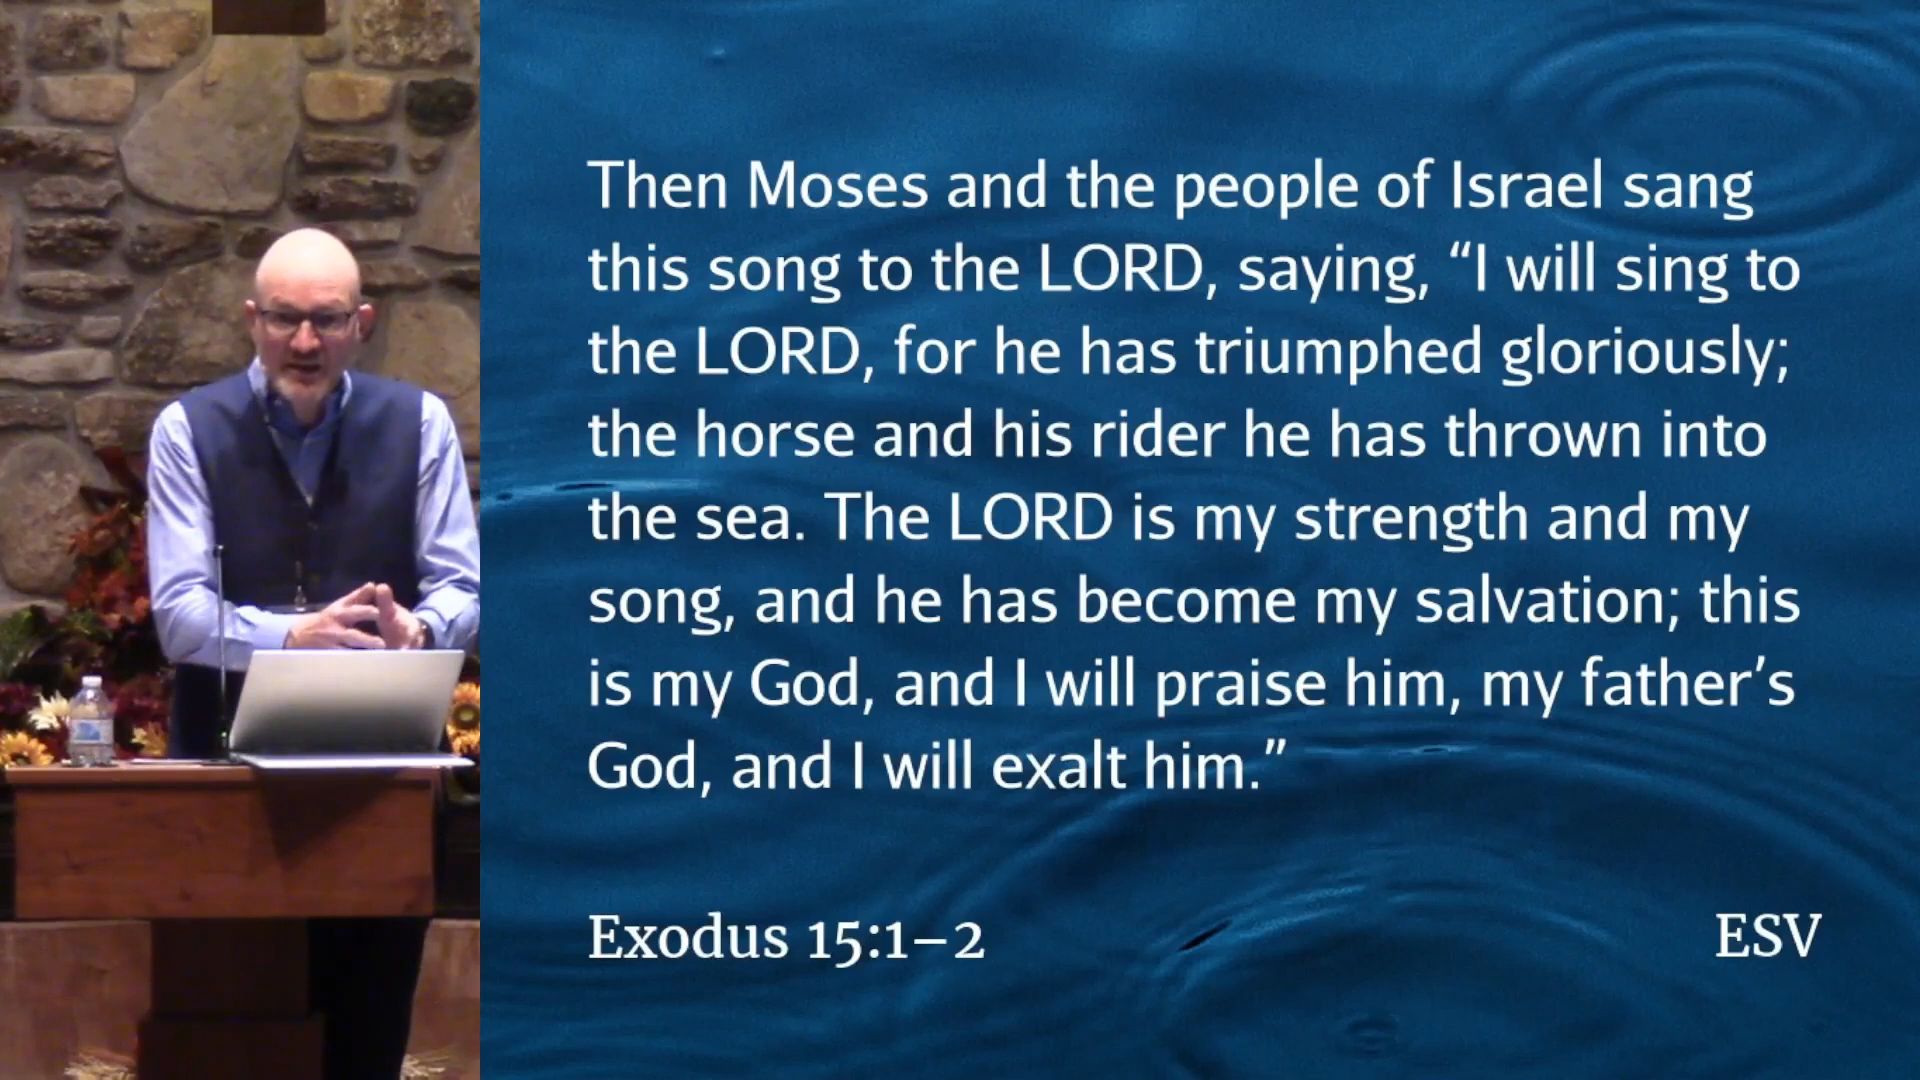 Then Moses and the people of Israel sang
this song to the LORD, saying, “I will sing to
the LORD, for he has triumphed gloriously;
the horse and his rider he has thrown into
the sea. The LORD is my strength and my
song, and he has become my salvation; this
is my God, and I will praise him, my father’s
God, and I will exalt him.”
Exodus 15:1–2
ESV